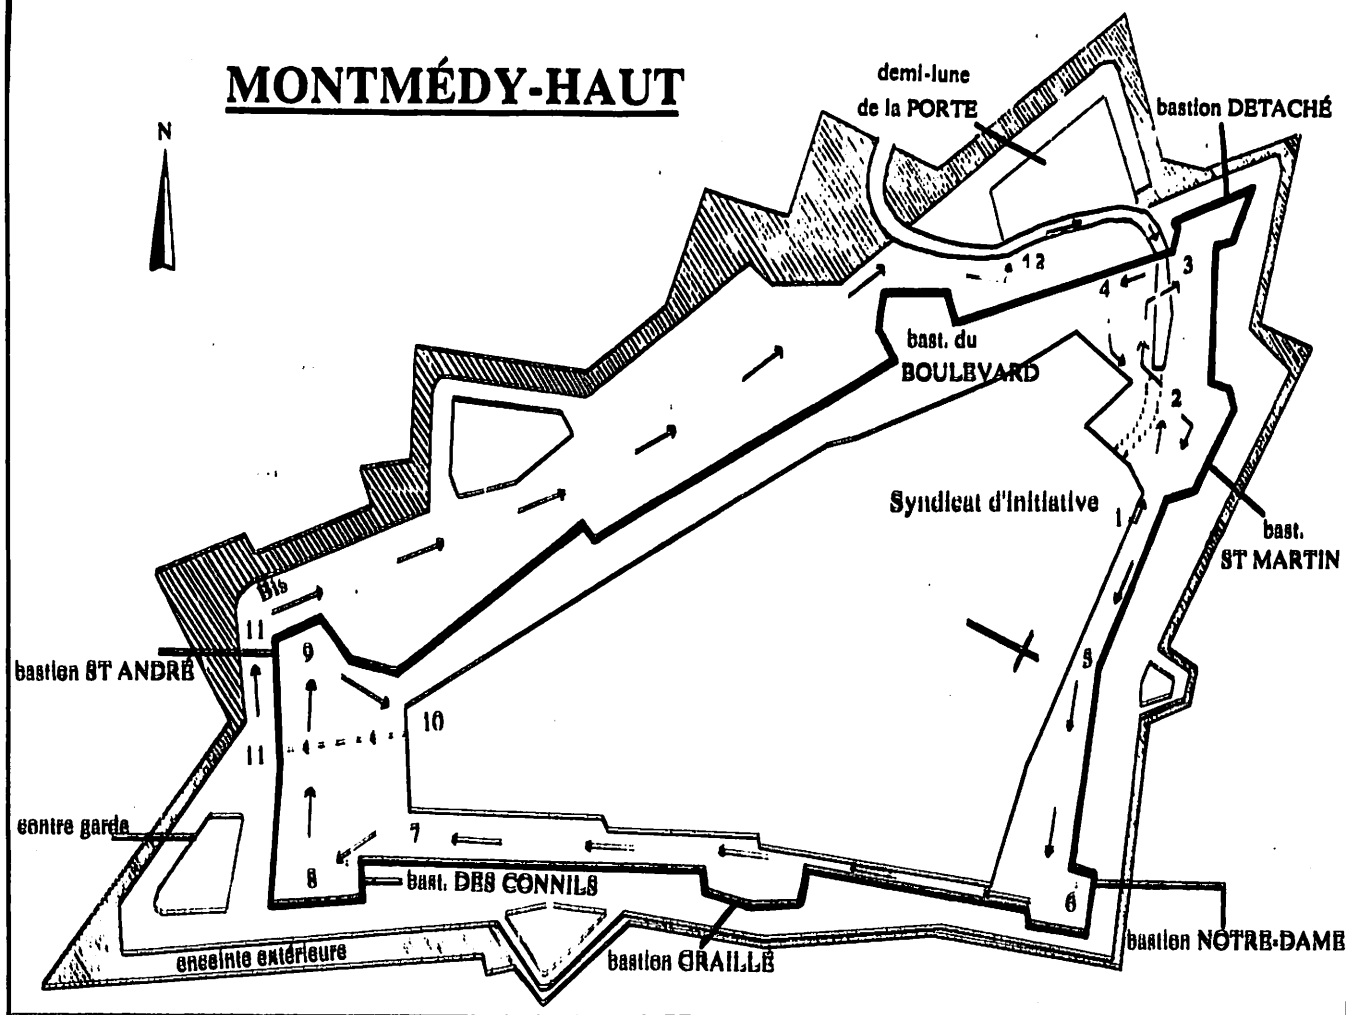 MONTMÉDY-HAUT
N
demi-lune
de la PORTE
bastion DETACHÉ
12
3
4
bast. du
BOULEVARD
2
Syndicat d'initiative
1
bast.
ST MARTIN
Bis
11
9
5
bastion ST ANDRÉ
10
11
contre garde
7
8
bast. DES CONNILS
6
enceinte extérieure
bastion GRAILLE
bastion NOTRE-DAME